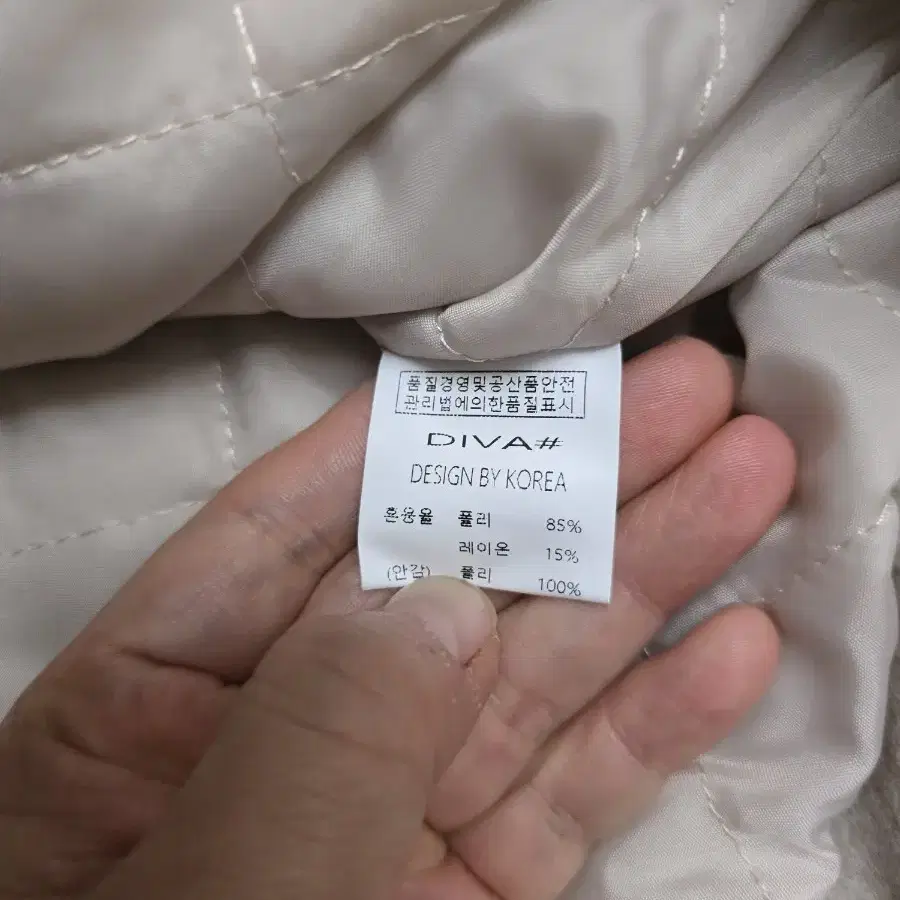 품질경영및공산품안전
관리법에의한품질표시
DIVA#
DESIGN BY KOREA
혼용율 폴리 85%
레이온 15%
(안감) 폴리 100%